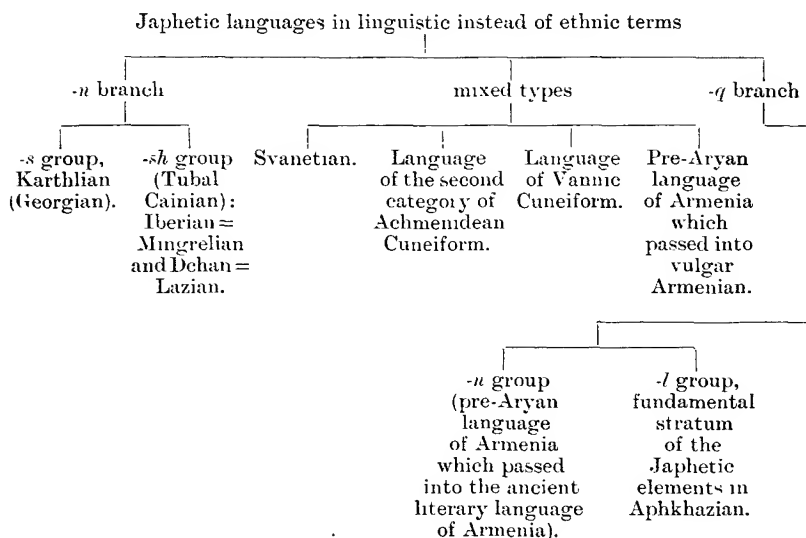 Japhetic languages in linguistic instead of ethnic terms
-n branch
mixed types
-q branch
-s group,
Karthlian
(Georgian).
-sh group
(Tubal
Cainian):
Iberian =
Mingrelian
and Dchan =
Lazian.
Svanetian.
Language
of the second
category of
Achmenidean
Cuneiform.
Language
of Vannic
Cuneiform.
Pre-Aryan
language
of Armenia
which
passed into
vulgar
Armenian.
-n group
(pre-Aryan
language
of Armenia
which passed
into the ancient
literary language
of Armenia).
-l group,
fundamental
stratum
of the
Japhetic
elements in
Aphkhazian.